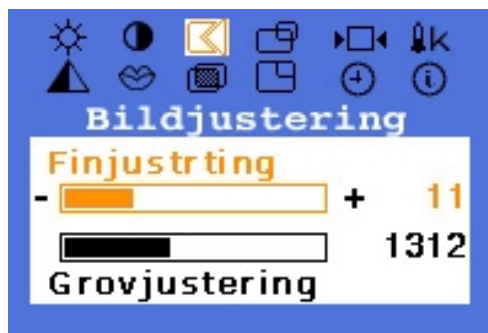 K
Bildjustering
Finjustrting
- + 11
1312
Grovjustering